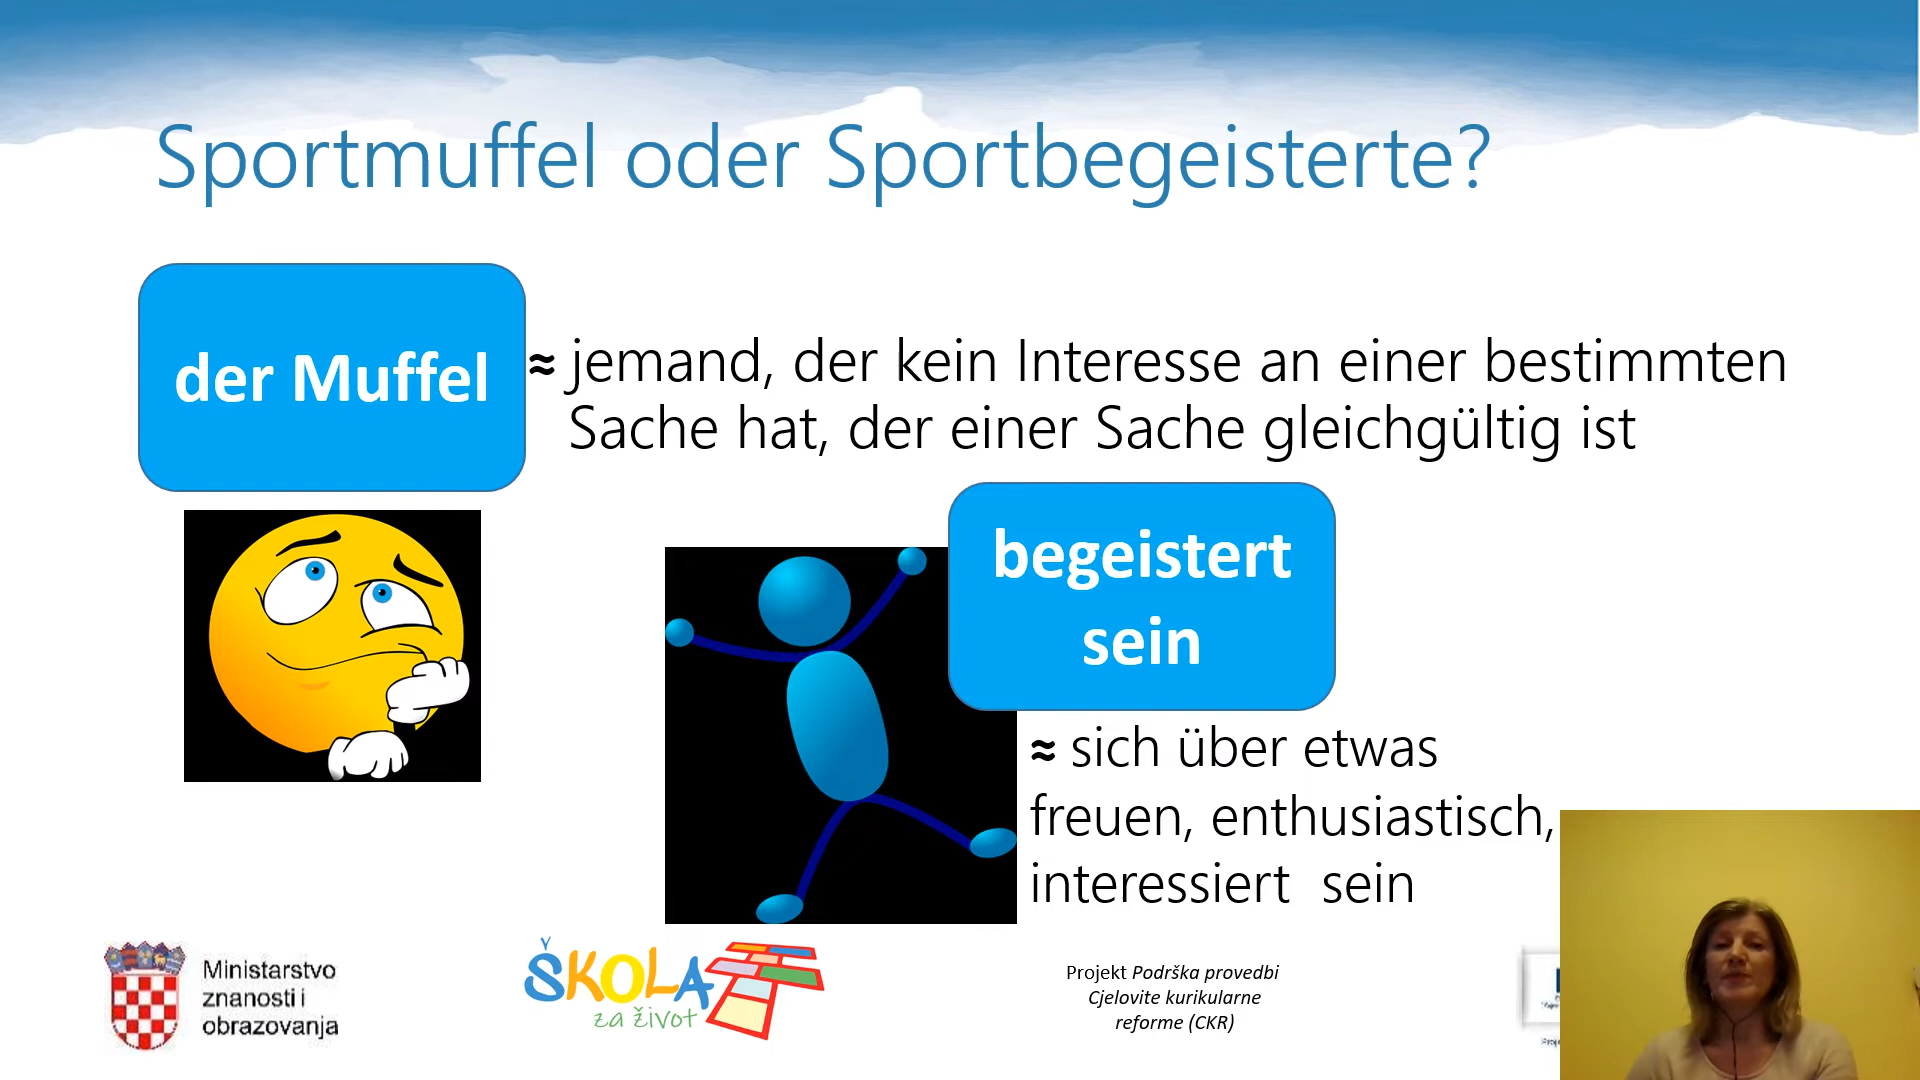 Sportmuffel oder Sportbegeisterte?
der Muffel
≈ jemand, der kein Interesse an einer bestimmten
Sache hat, der einer Sache gleichgültig ist
begeistert
sein
≈ sich über etwas
freuen, enthusiastisch,
interessiert sein
Ministarstvo
znanosti i
obrazovanja
ŠKOLA
za život
Projekt Podrška provedbi
Cjelovite kurikularne
reforme (CKR)